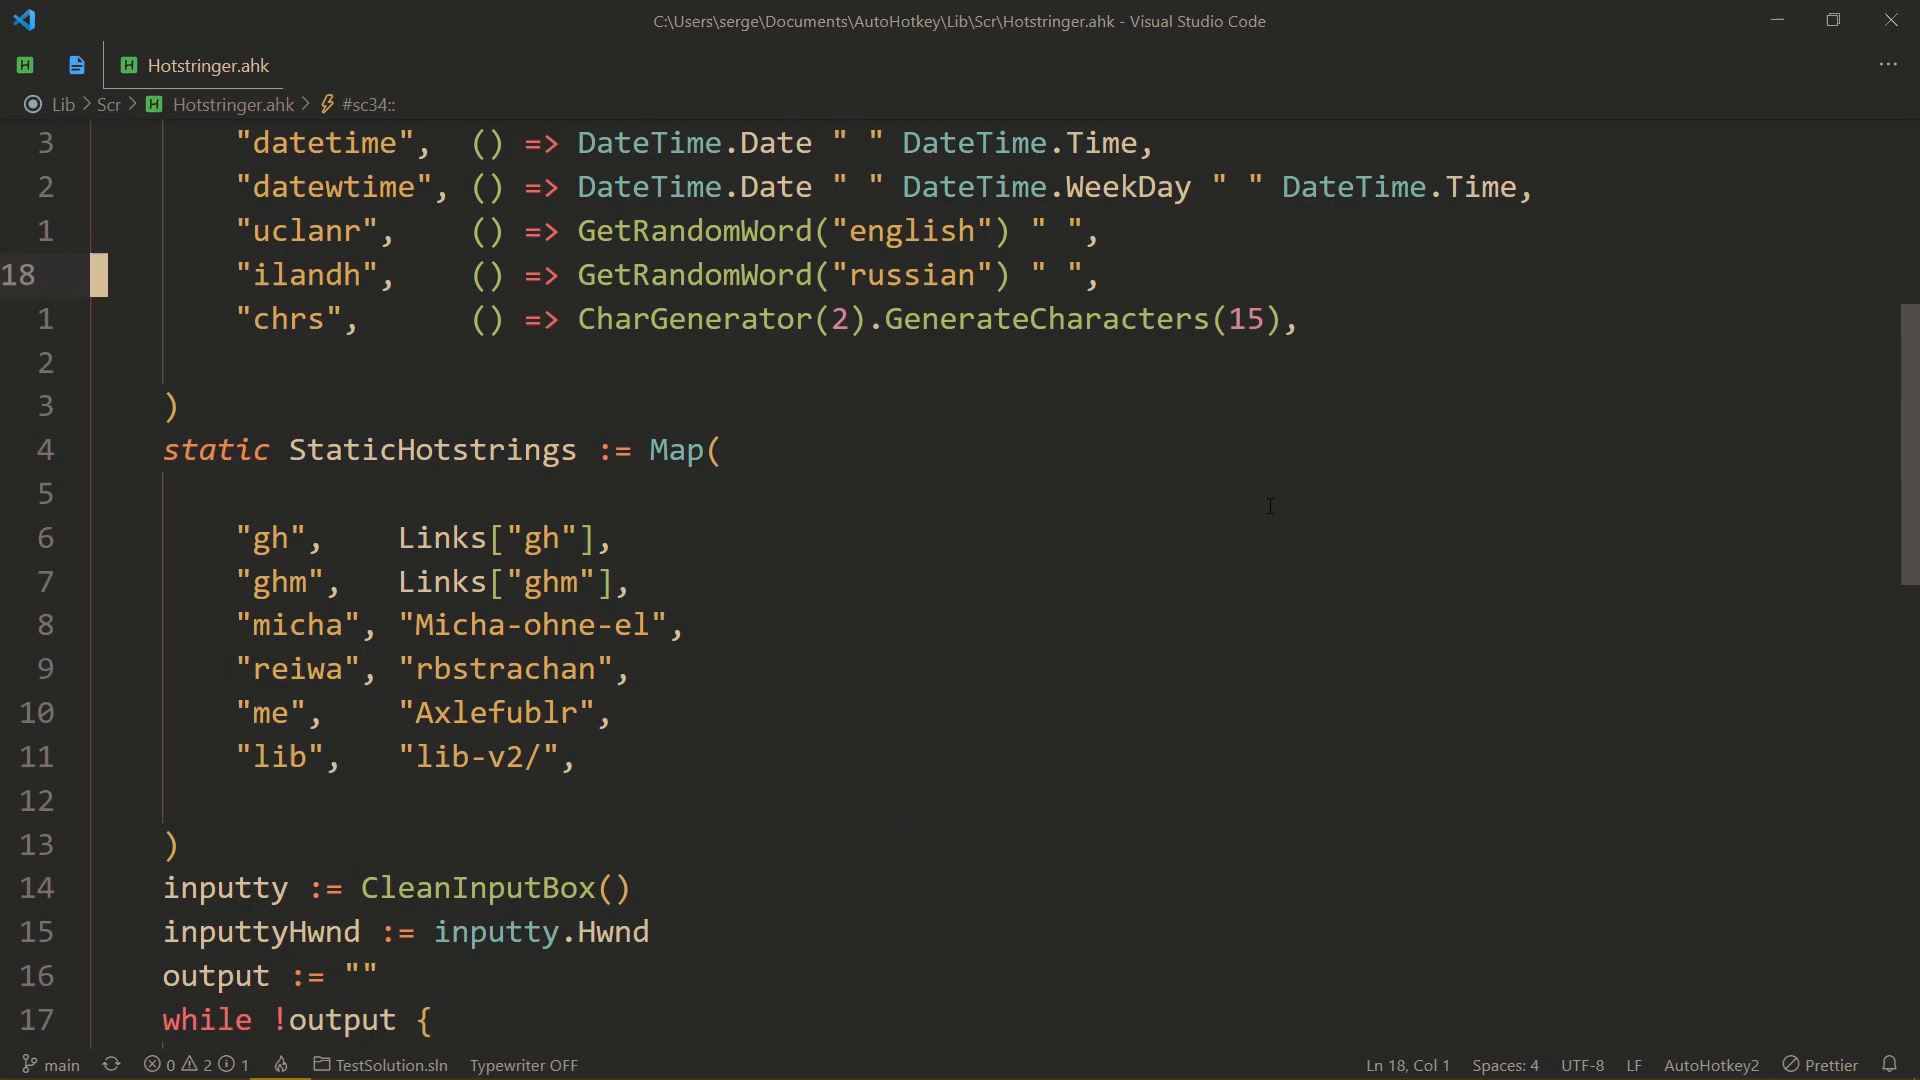 C:\Users\serge\Documents\AutoHotkey\Lib\Scr\Hotstringer.ahk - Visual Studio Code
Hotstringer.ahk
Lib > Scr > Hotstringer.ahk > #sc34::
3 "datetime", () => DateTime.Date " " DateTime.Time,
2 "datewtime", () => DateTime.Date " " DateTime.WeekDay " " DateTime.Time,
1 "uclanr", () => GetRandomWord("english") " ",
18 "ilandh", () => GetRandomWord("russian") " ",
1 "chrs", () => CharGenerator(2).GenerateCharacters(15),
2
3 )
4 static StaticHotstrings := Map(
5
6 "gh", Links["gh"],
7 "ghm", Links["ghm"],
8 "micha", "Micha-ohne-el",
9 "reiwa", "rbstrachan",
10 "me", "Axlefublr",
11 "lib", "lib-v2/",
12
13 )
14 inputty := CleanInputBox()
15 inputtyHwnd := inputty.Hwnd
16 output := ""
17 while !output {
main 0 2 1 TestSolution.sln Typewriter OFF Ln 18, Col 1 Spaces: 4 UTF-8 LF AutoHotkey2 Prettier